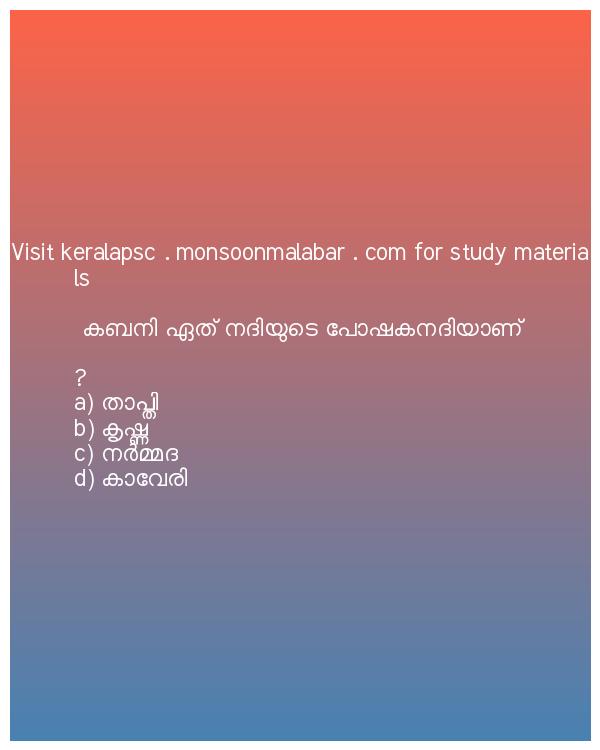 Visit keralapsc . monsoonmalabar . com for study materia
ls
കബനി ഏത് നദിയുടെ പോഷകനദിയാണ്
?
a) താപ്തി
b) കൃഷ്ണ
c) നർമ്മദ
d) കാവേരി